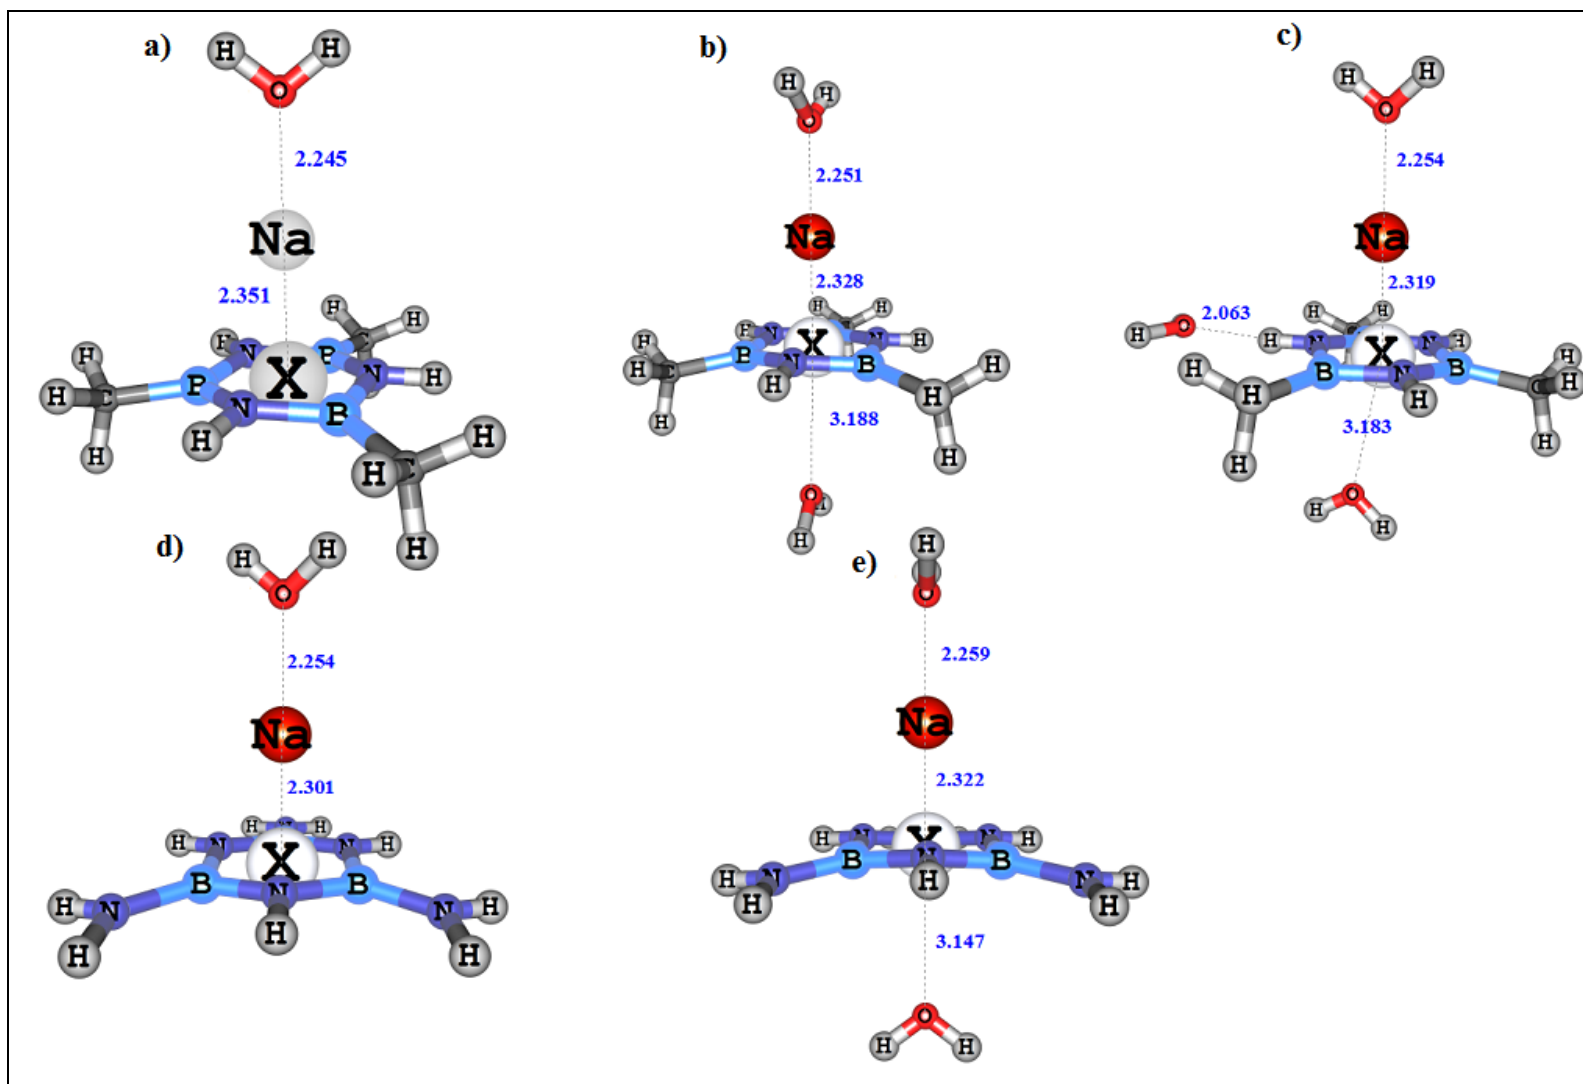 a)
H H
O
2.245
Na
2.351
H H
H N B C
B N H
H C X
N B
H H
H C H
H
b)
H H
O
2.251
Na
2.328
H H
H N N H
H C B X B H
N H
H H
H
3.188
O H
H
c)
H H
O
2.254
Na
2.319
H H
2.063
H O H N N H
H B X B C H
N H
H H
H H
3.183
O
H H
d)
H H
O
2.254
Na
2.301
H N H
H N N H
X
B N B
H N N H
H H H
e)
H
O
2.259
Na
2.322
H N X N H
B N B
H N H N H
H H
3.147
O
H H